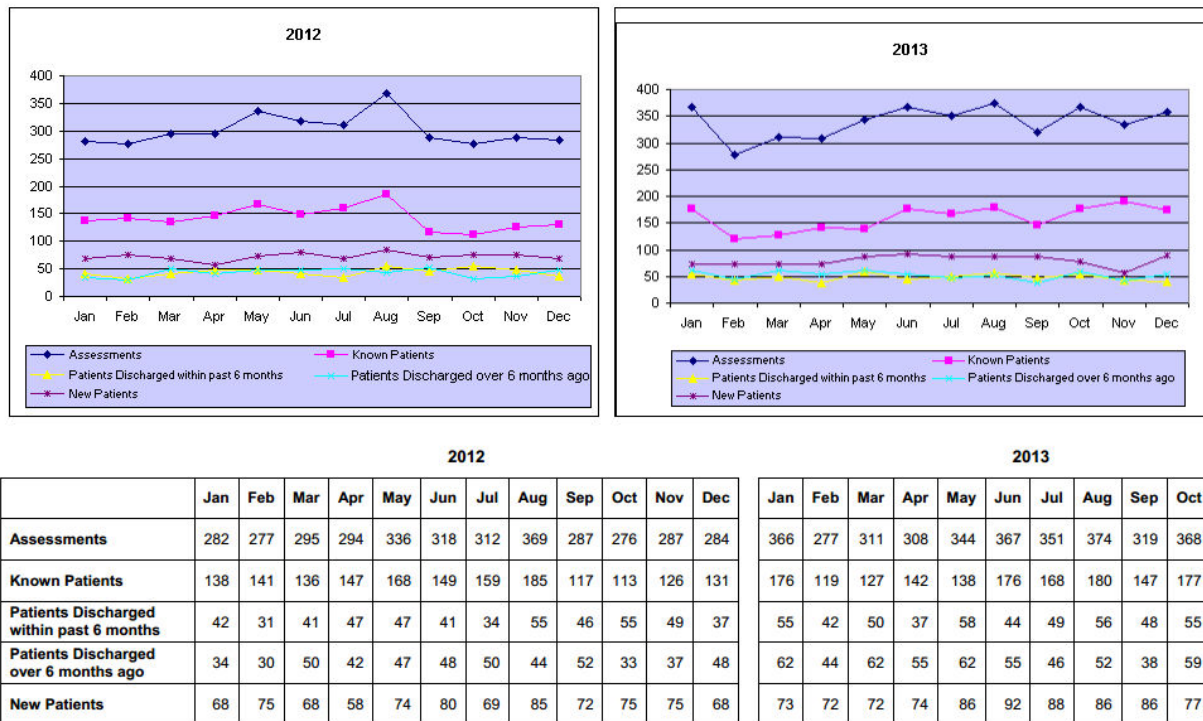 2012
400
350
300
250
200
150
100
50
0
Jan Feb Mar Apr May Jun Jul Aug Sep Oct Nov Dec
Assessments Known Patients
Patients Discharged within past 6 months Patients Discharged over 6 months ago
New Patients
2013
400
350
300
250
200
150
100
50
0
Jan Feb Mar Apr May Jun Jul Aug Sep Oct Nov Dec
Assessments Known Patients
Patients Discharged within past 6 months Patients Discharged over 6 months ago
New Patients
2012 2013
Jan Feb Mar Apr May Jun Jul Aug Sep Oct Nov Dec Jan Feb Mar Apr May Jun Jul Aug Sep Oct
Assessments 282 277 295 294 336 318 312 369 287 276 287 284 366 277 311 308 344 367 351 374 319 368
Known Patients 138 141 136 147 168 149 159 185 117 113 126 131 176 119 127 142 138 176 168 180 147 177
Patients Discharged
within past 6 months 42 31 41 47 47 41 34 55 46 55 49 37 55 42 50 37 58 44 49 56 48 55
Patients Discharged
over 6 months ago 34 30 50 42 47 48 50 44 52 33 37 48 62 44 62 55 62 55 46 52 38 59
New Patients 68 75 68 58 74 80 69 85 72 75 75 68 73 72 72 74 86 92 88 86 86 77